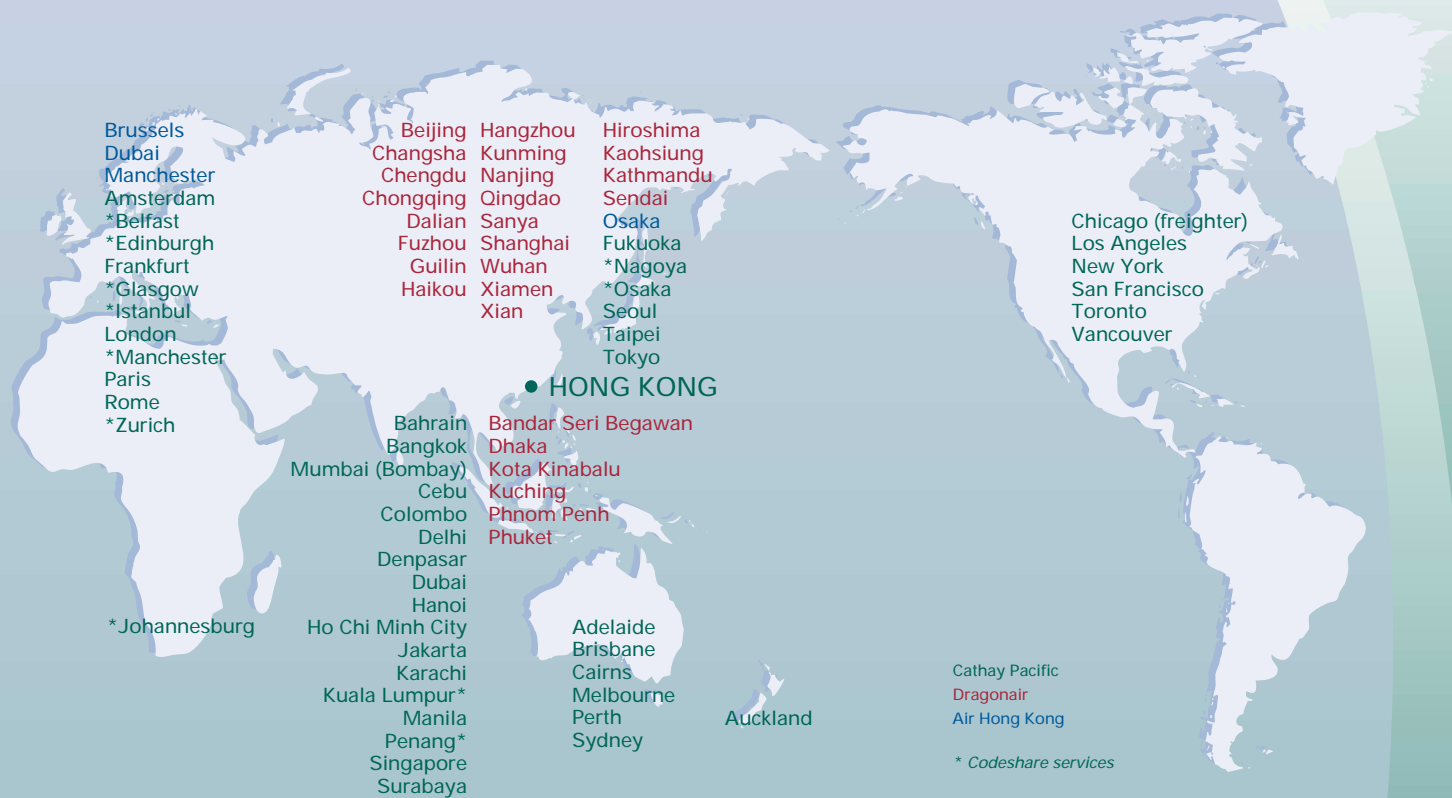 Brussels
Dubai
Manchester
Amsterdam
*Belfast
*Edinburgh
Frankfurt
*Glasgow
*Istanbul
London
*Manchester
Paris
Rome
*Zurich
Beijing
Changsha
Chengdu
Chongqing
Dalian
Fuzhou
Guilin
Haikou
Hangzhou
Kunming
Nanjing
Qingdao
Sanya
Shanghai
Wuhan
Xiamen
Xian
Hiroshima
Kaohsiung
Kathmandu
Sendai
Osaka
Fukuoka
*Nagoya
*Osaka
Seoul
Taipei
Tokyo
Chicago (freighter)
Los Angeles
New York
San Francisco
Toronto
Vancouver
HONG KONG
Bahrain
Bangkok
Mumbai (Bombay)
Cebu
Colombo
Delhi
Denpasar
Dubai
Hanoi
Ho Chi Minh City
Jakarta
Karachi
Kuala Lumpur*
Manila
Penang*
Singapore
Surabaya
Bandar Seri Begawan
Dhaka
Kota Kinabalu
Kuching
Phnom Penh
Phuket
*Johannesburg
Adelaide
Brisbane
Cairns
Melbourne
Perth
Sydney
Auckland
Cathay Pacific
Dragonair
Air Hong Kong
* Codeshare services